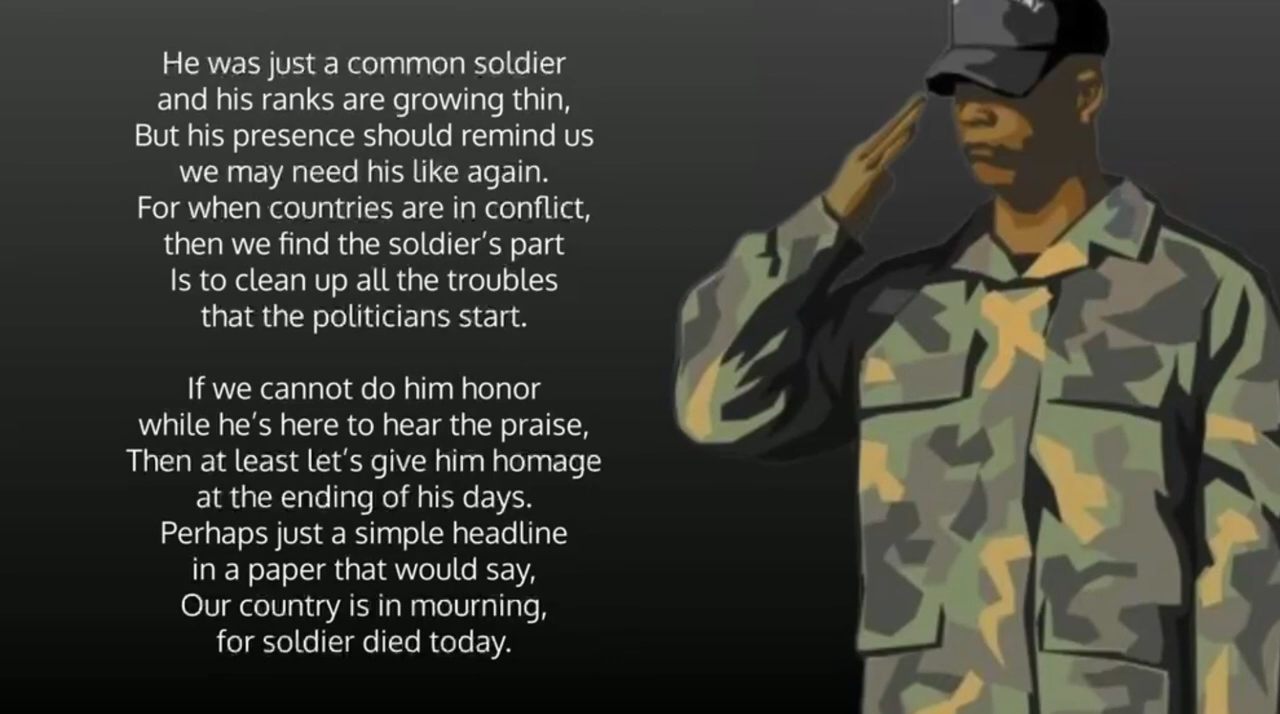 He was just a common soldier
and his ranks are growing thin,
But his presence should remind us
we may need his like again.
For when countries are in conflict,
then we find the soldier’s part
Is to clean up all the troubles
that the politicians start.
If we cannot do him honor
while he’s here to hear the praise,
Then at least let’s give him homage
at the ending of his days.
Perhaps just a simple headline
in a paper that would say,
Our country is in mourning,
for soldier died today.